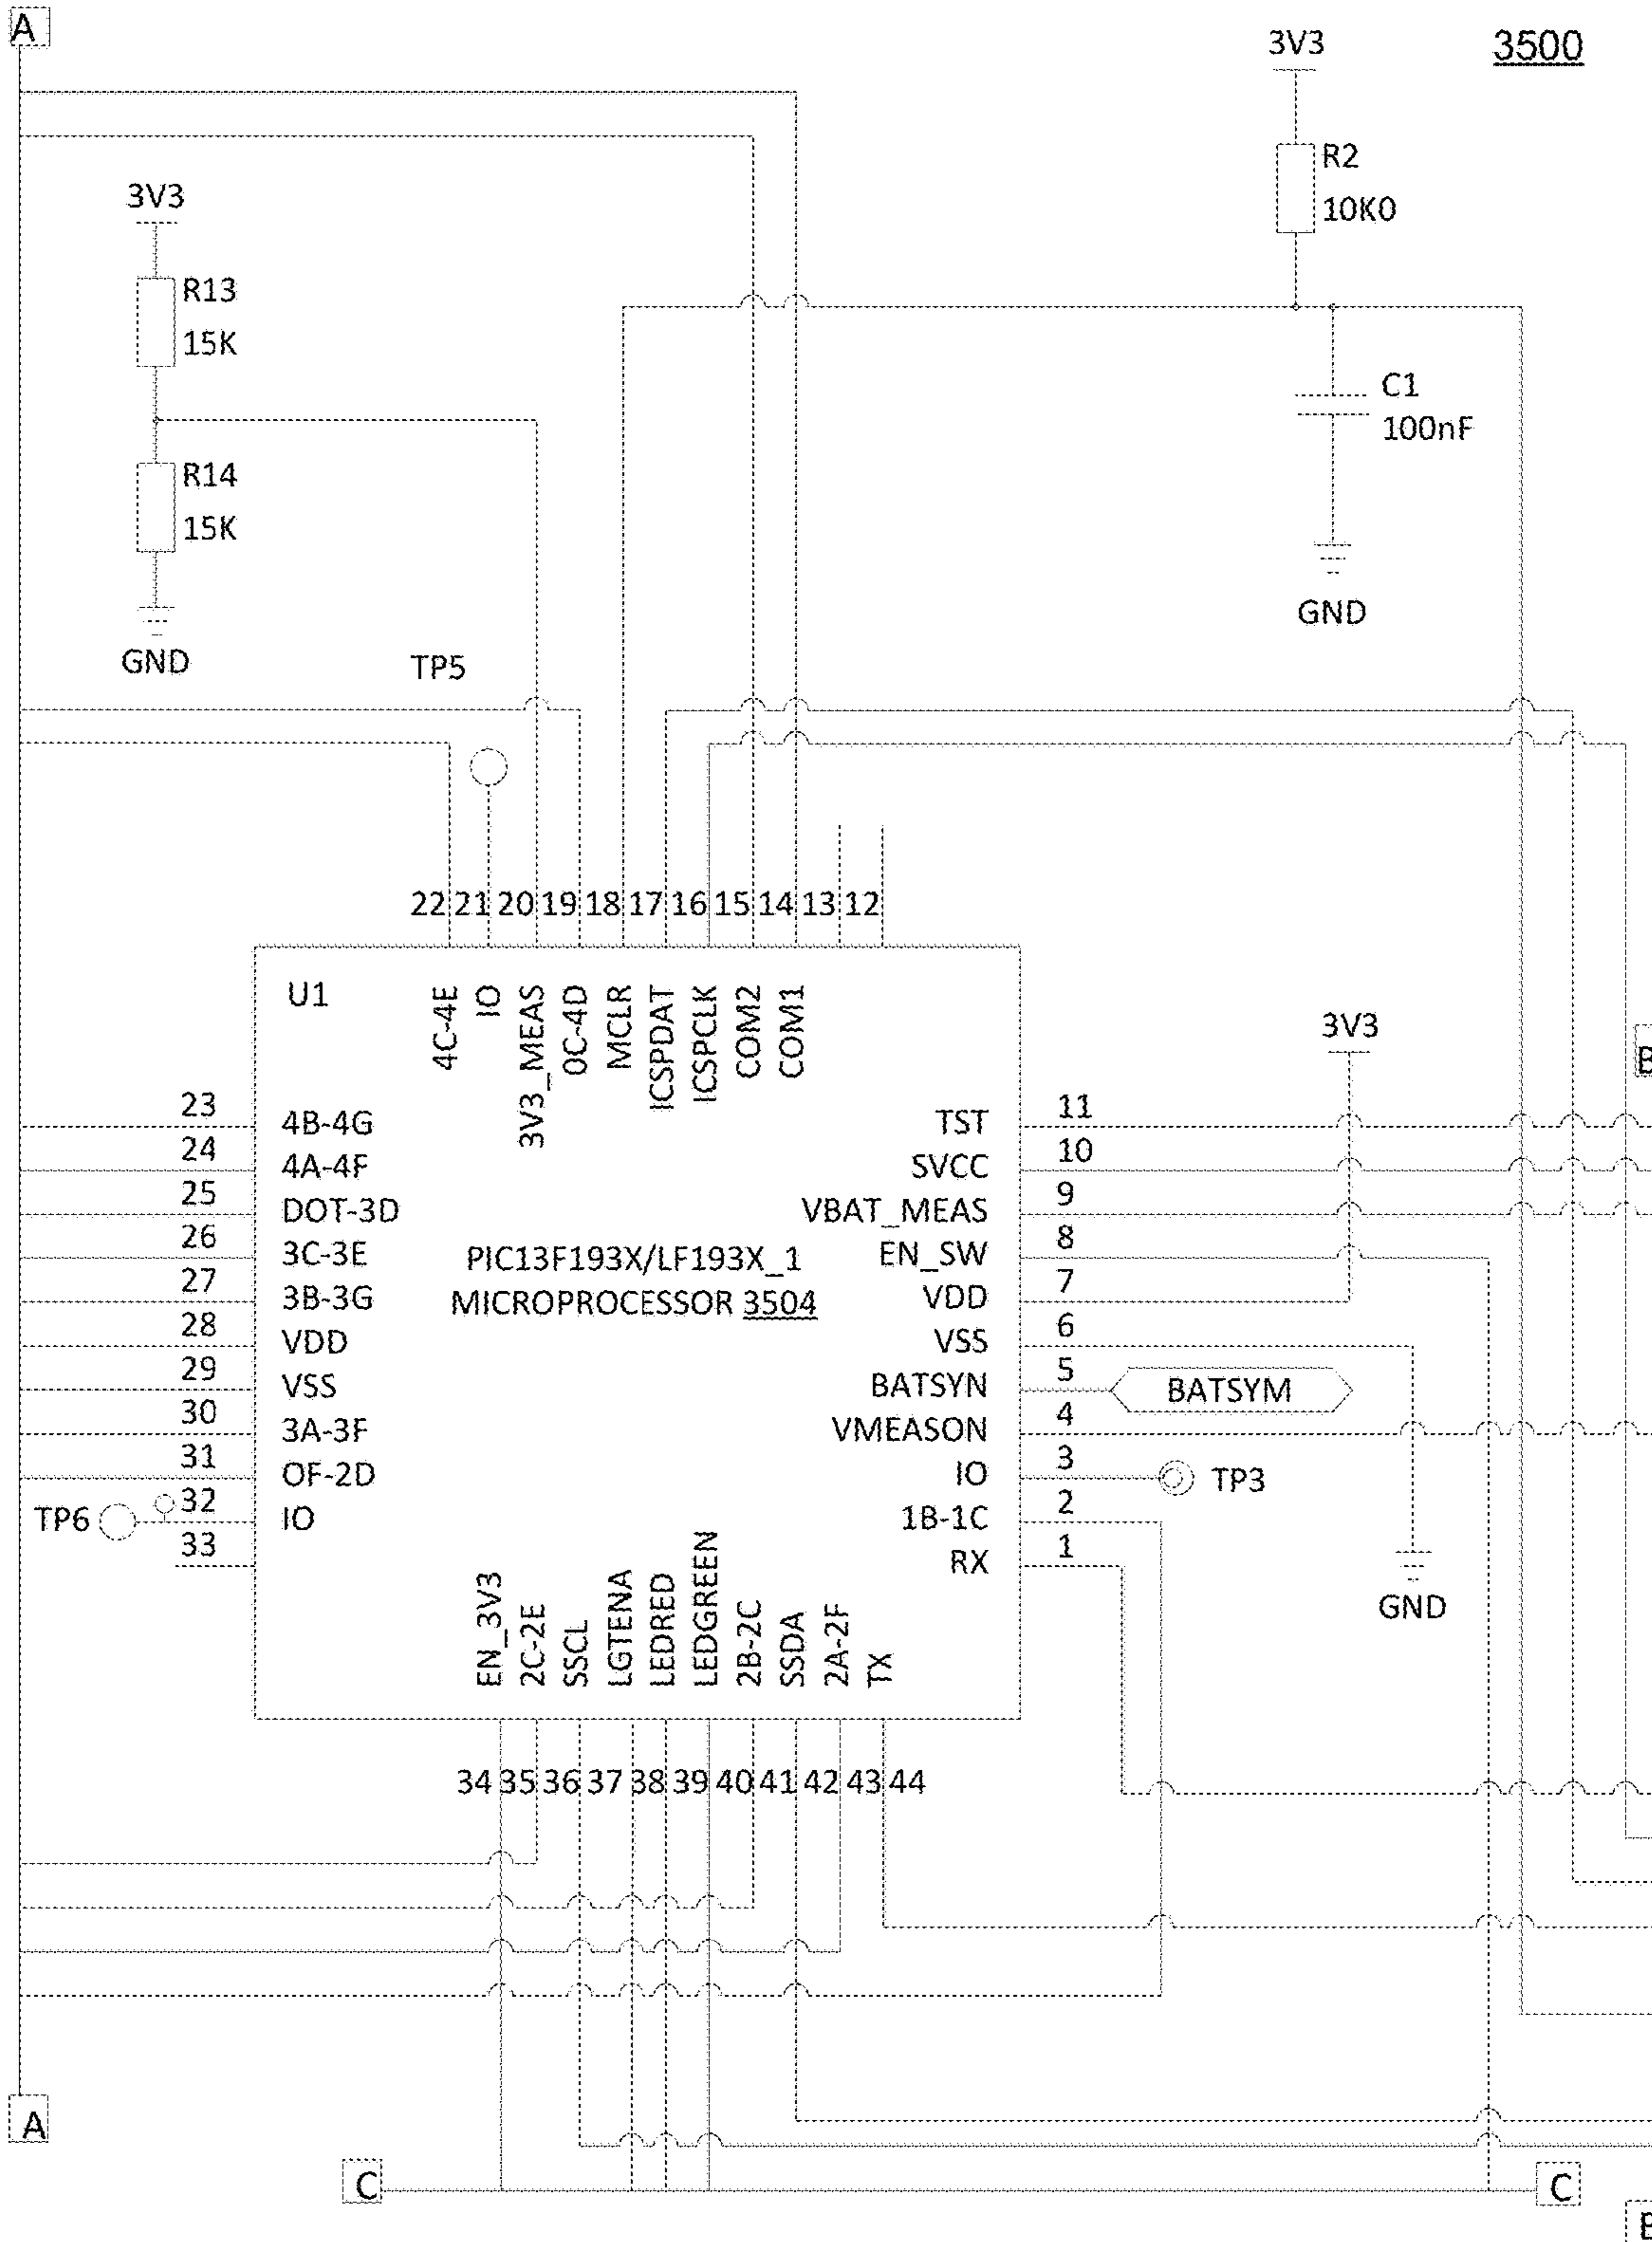 A
3V3
3500
R2
10K0
3V3
R13
15K
C1
100nF
R14
15K
GND
GND
TP5
22 21 20 19 18 17 16 15 14 13 12
U1
4C-4E
IO
3V3_MEAS
0C-4D
MCLR
ICSPDAT
ICSPCLK
COM2
COM1
3V3
B
23 4B-4G
24 4A-4F
25 DOT-3D
26 3C-3E
27 3B-3G
28 VDD
29 VSS
30 3A-3F
31 OF-2D
32 IO
TP6
33
PIC13F193X/LF193X_1
MICROPROCESSOR 3504
TST 11
SVCC 10
VBAT_MEAS 9
EN_SW 8
VDD 7
VSS 6
BATSYN 5
BATSYM
VMEASON 4
IO 3
TP3
1B-1C 2
RX 1
GND
EN_3V3
2C-2E
SSCL
LGTENA
LEDRED
LEDGREEN
2B-2C
SSDA
2A-2F
TX
34 35 36 37 38 39 40 41 42 43 44
A
C
C
B